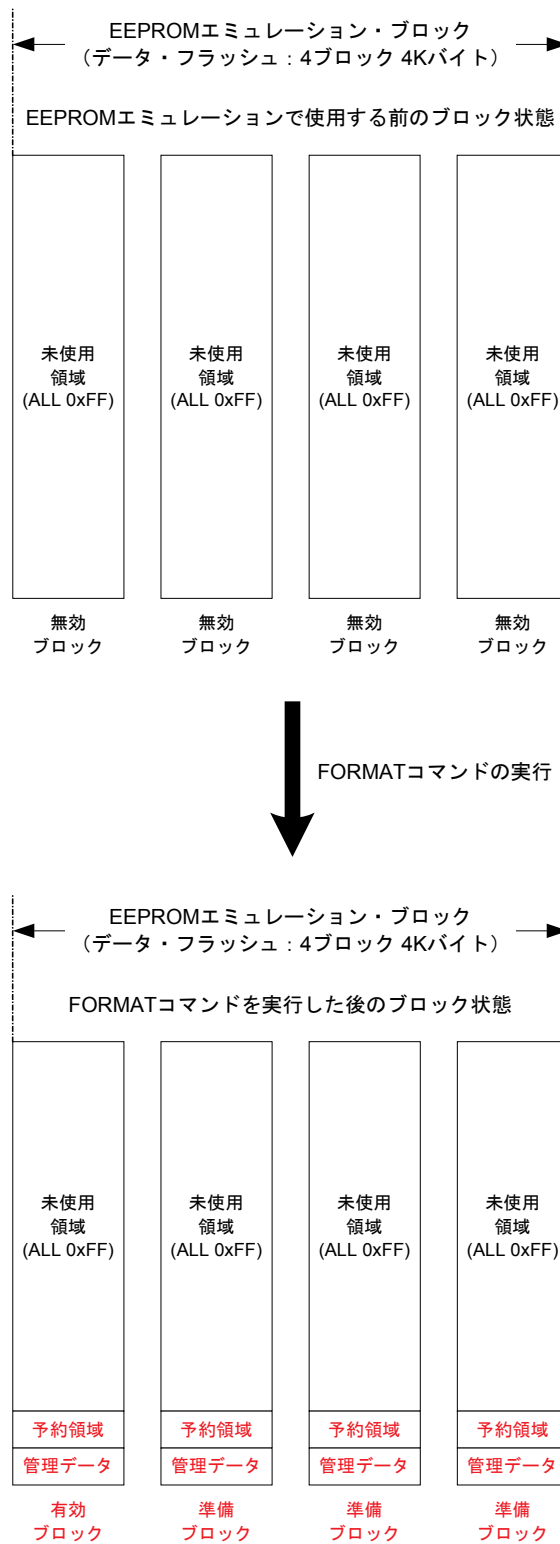 EEPROMエミュレーション・ブロック
（データ・フラッシュ：4ブロック 4Kバイト）
EEPROMエミュレーションで使用する前のブロック状態
未使用
領域
(ALL 0xFF)
未使用
領域
(ALL 0xFF)
未使用
領域
(ALL 0xFF)
未使用
領域
(ALL 0xFF)
無効
ブロック
無効
ブロック
無効
ブロック
無効
ブロック
FORMATコマンドの実行
EEPROMエミュレーション・ブロック
（データ・フラッシュ：4ブロック 4Kバイト）
FORMATコマンドを実行した後のブロック状態
未使用
領域
(ALL 0xFF)
未使用
領域
(ALL 0xFF)
未使用
領域
(ALL 0xFF)
未使用
領域
(ALL 0xFF)
予約領域
予約領域
予約領域
予約領域
管理データ
管理データ
管理データ
管理データ
有効
ブロック
準備
ブロック
準備
ブロック
準備
ブロック